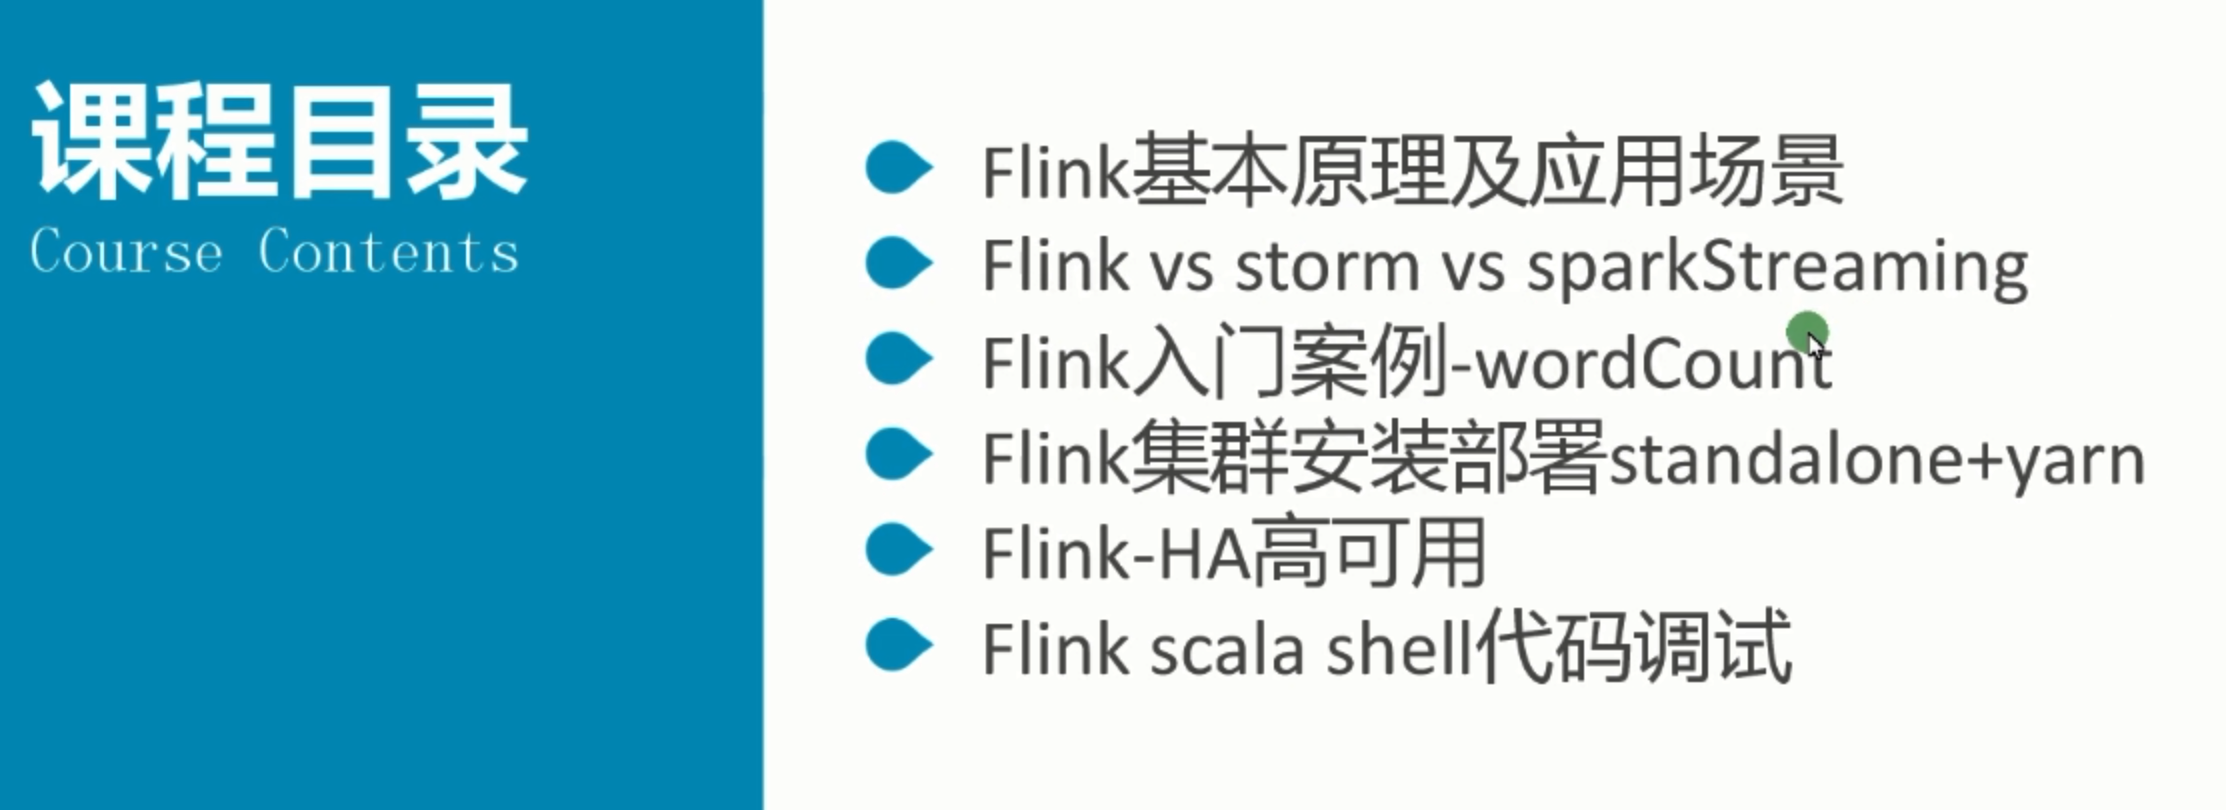 课程目录
Course Contents
Flink基本原理及应用场景
Flink vs storm vs sparkStreaming
Flink入门案例-wordCount
Flink集群安装部署standalone+yarn
Flink-HA高可用
Flink scala shell代码调试